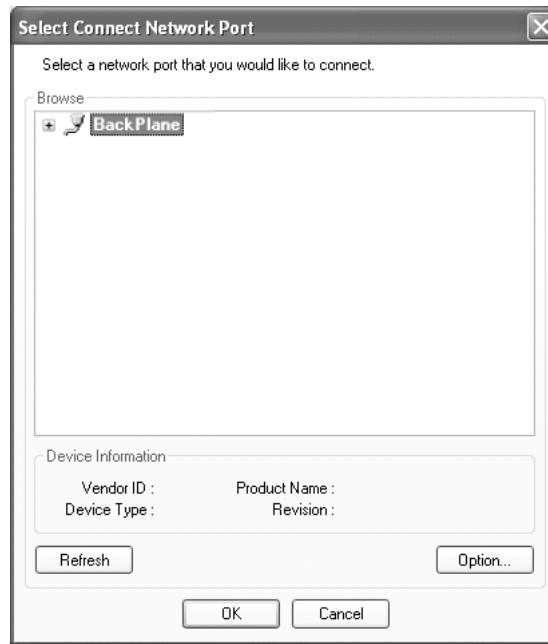 Select Connect Network Port
Select a network port that you would like to connect.
Browse
BackPlane
Device Information
Vendor ID : Product Name :
Device Type : Revision :
Refresh Option...
OK Cancel